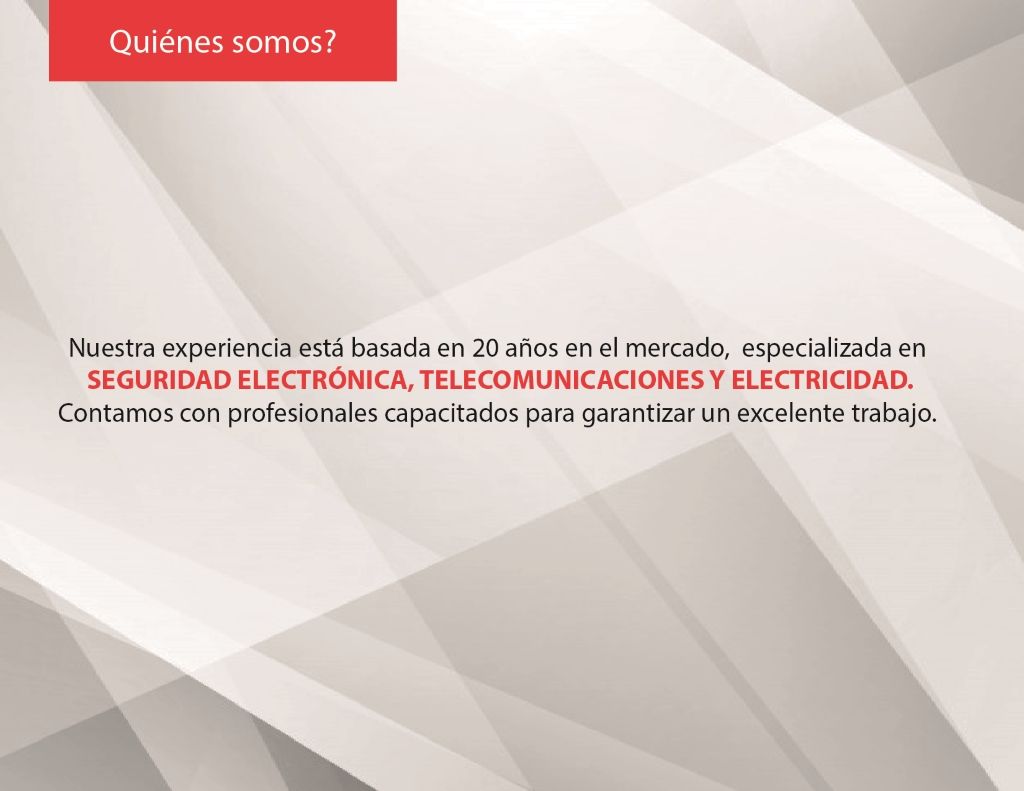 Quiénes somos?
Nuestra experiencia está basada en 20 años en el mercado,  especializada en
SEGURIDAD ELECTRÓNICA, TELECOMUNICACIONES Y ELECTRICIDAD.
Contamos con profesionales capacitados para garantizar un excelente trabajo.